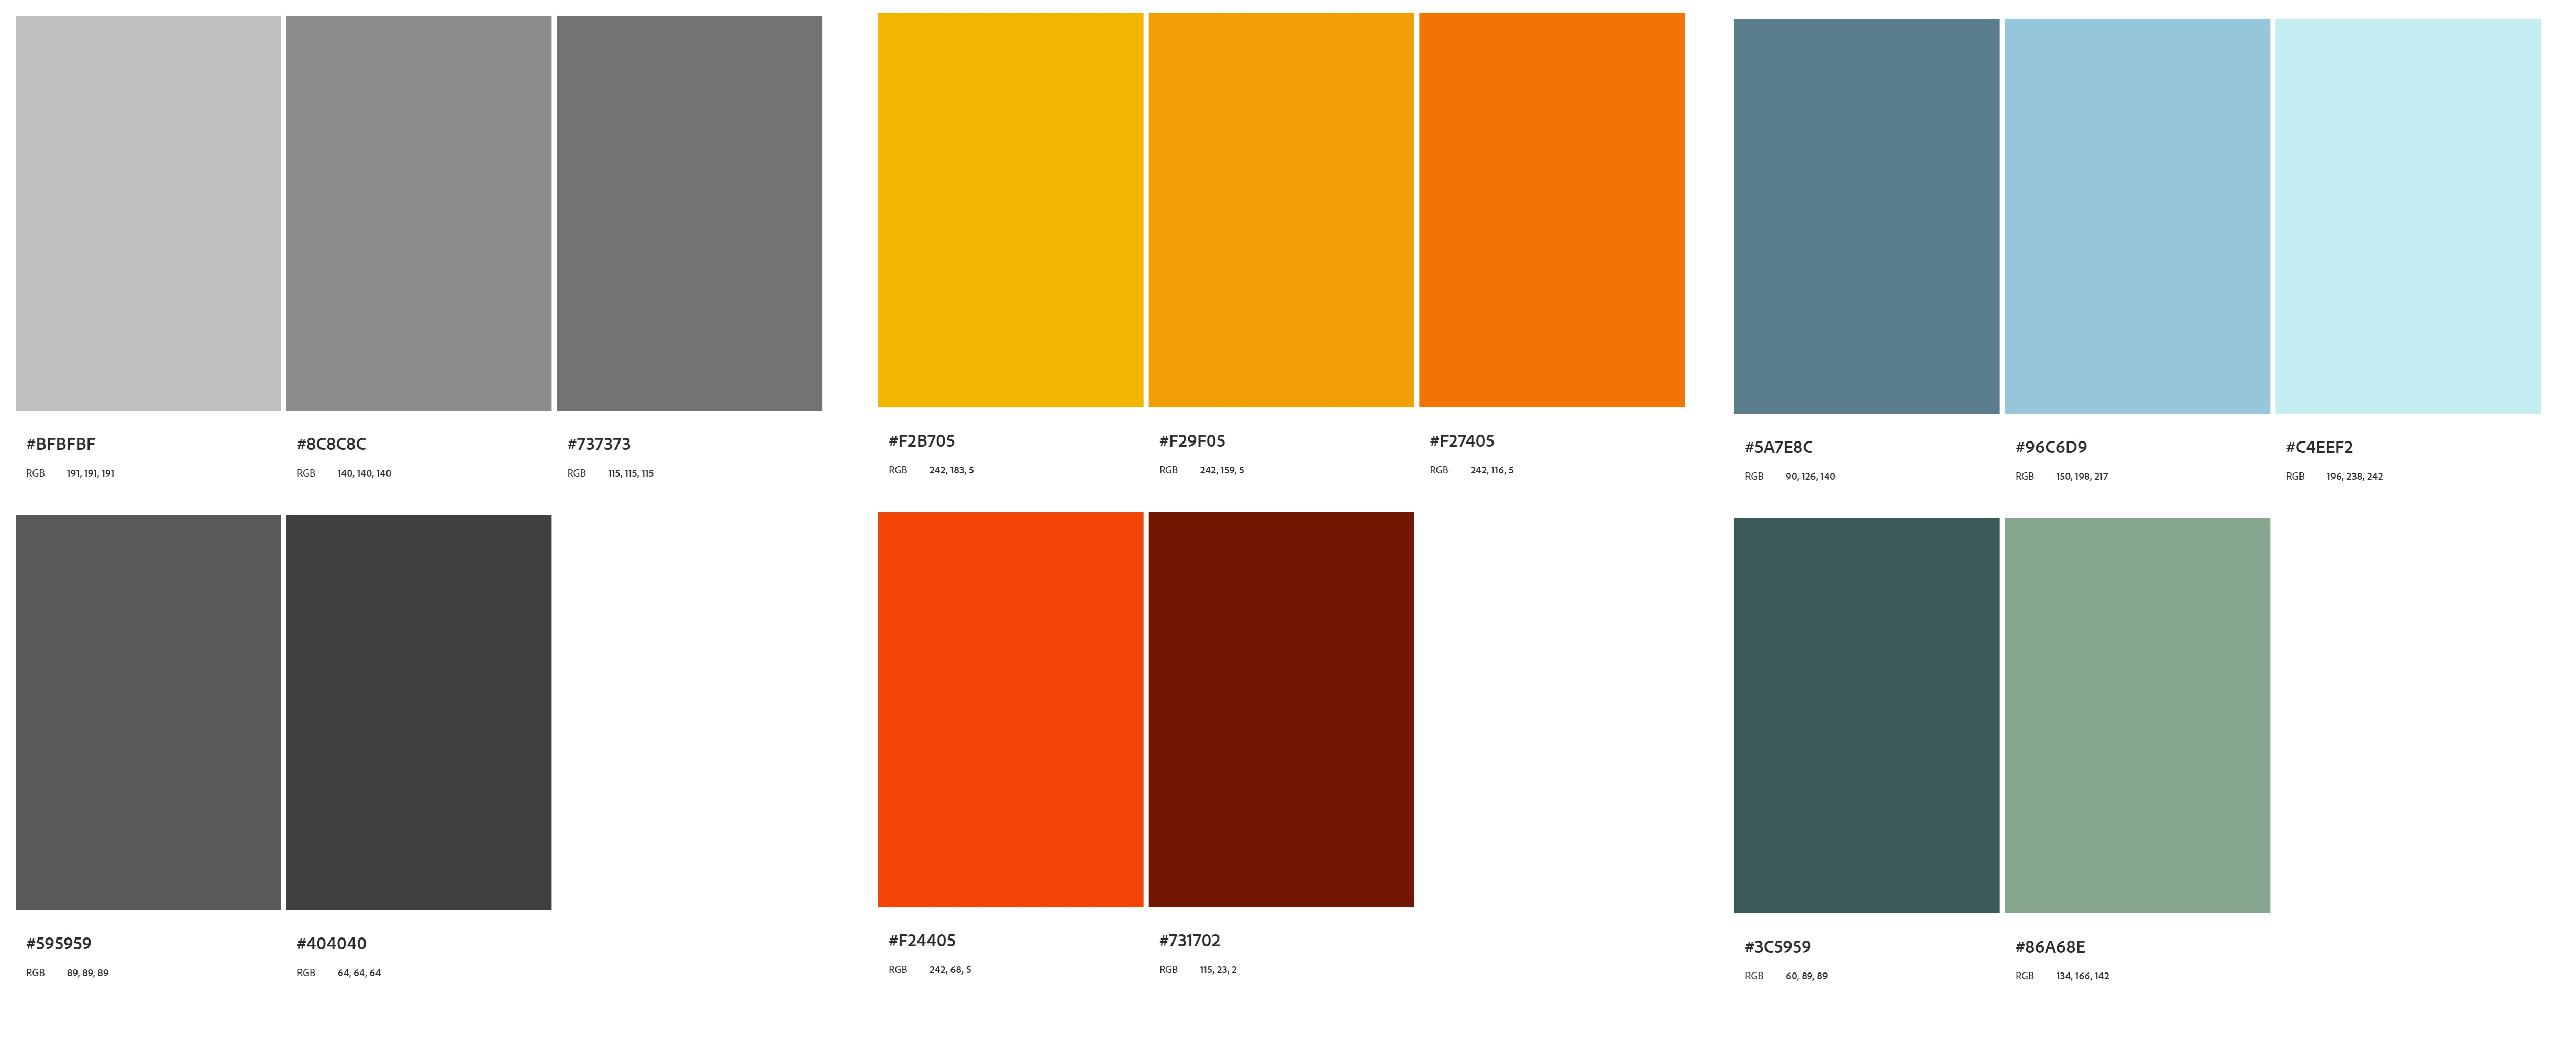 #BFBFBF
RGB 191, 191, 191
#8C8C8C
RGB 140, 140, 140
#737373
RGB 115, 115, 115
#595959
RGB 89, 89, 89
#404040
RGB 64, 64, 64
#F2B705
RGB 242, 183, 5
#F29F05
RGB 242, 159, 5
#F27405
RGB 242, 116, 5
#F24405
RGB 242, 68, 5
#731702
RGB 115, 23, 2
#5A7E8C
RGB 90, 126, 140
#96C6D9
RGB 150, 198, 217
#C4EEF2
RGB 196, 238, 242
#3C5959
RGB 60, 89, 89
#86A68E
RGB 134, 166, 142